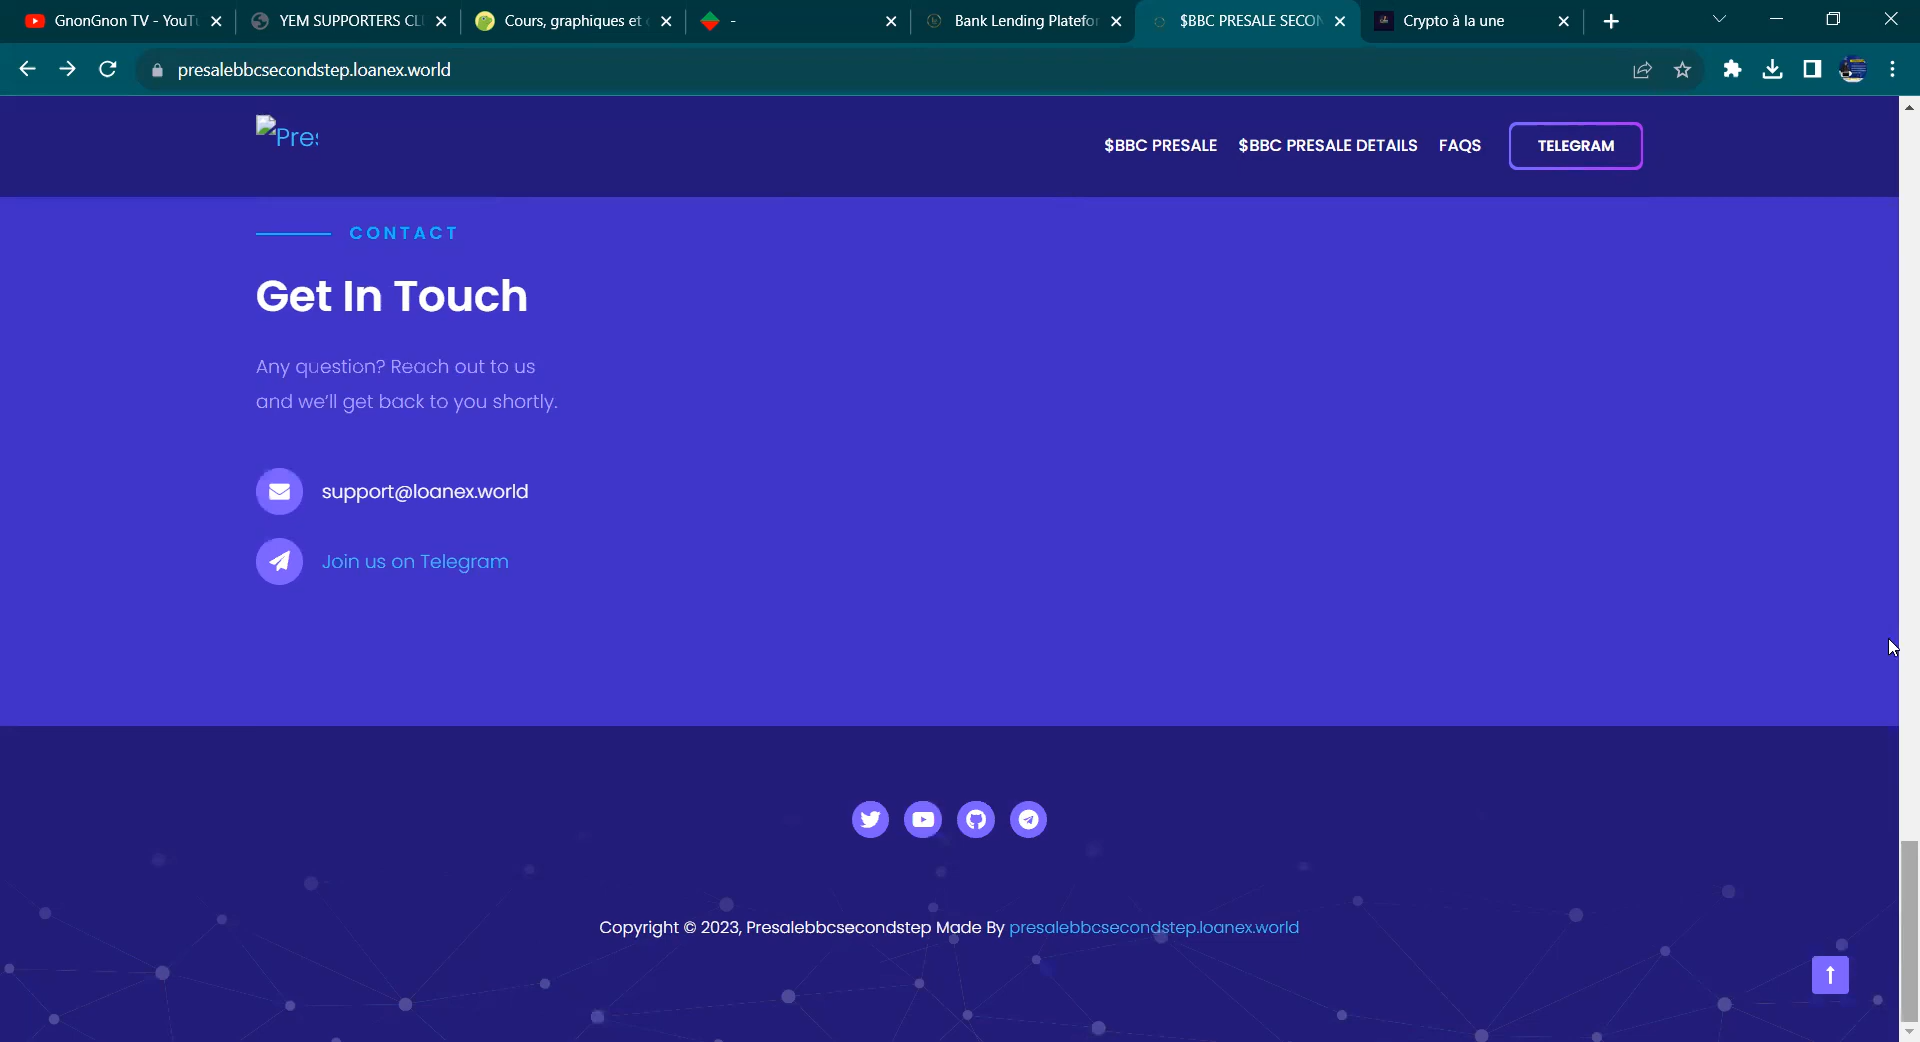 GnonGnon TV - YouTu
YEM SUPPORTERS CL
Cours, graphiques et c
-
Bank Lending Platefor
$BBC PRESALE SECON
Crypto à la une
presalebbcsecondstep.loanex.world
Pres
$BBC PRESALE
$BBC PRESALE DETAILS
FAQS
TELEGRAM
CONTACT
Get In Touch
Any question? Reach out to us
and we'll get back to you shortly.
support@loanex.world
Join us on Telegram
Copyright © 2023, Presalebbcsecondstep Made By presalebbcsecondstep.loanex.world